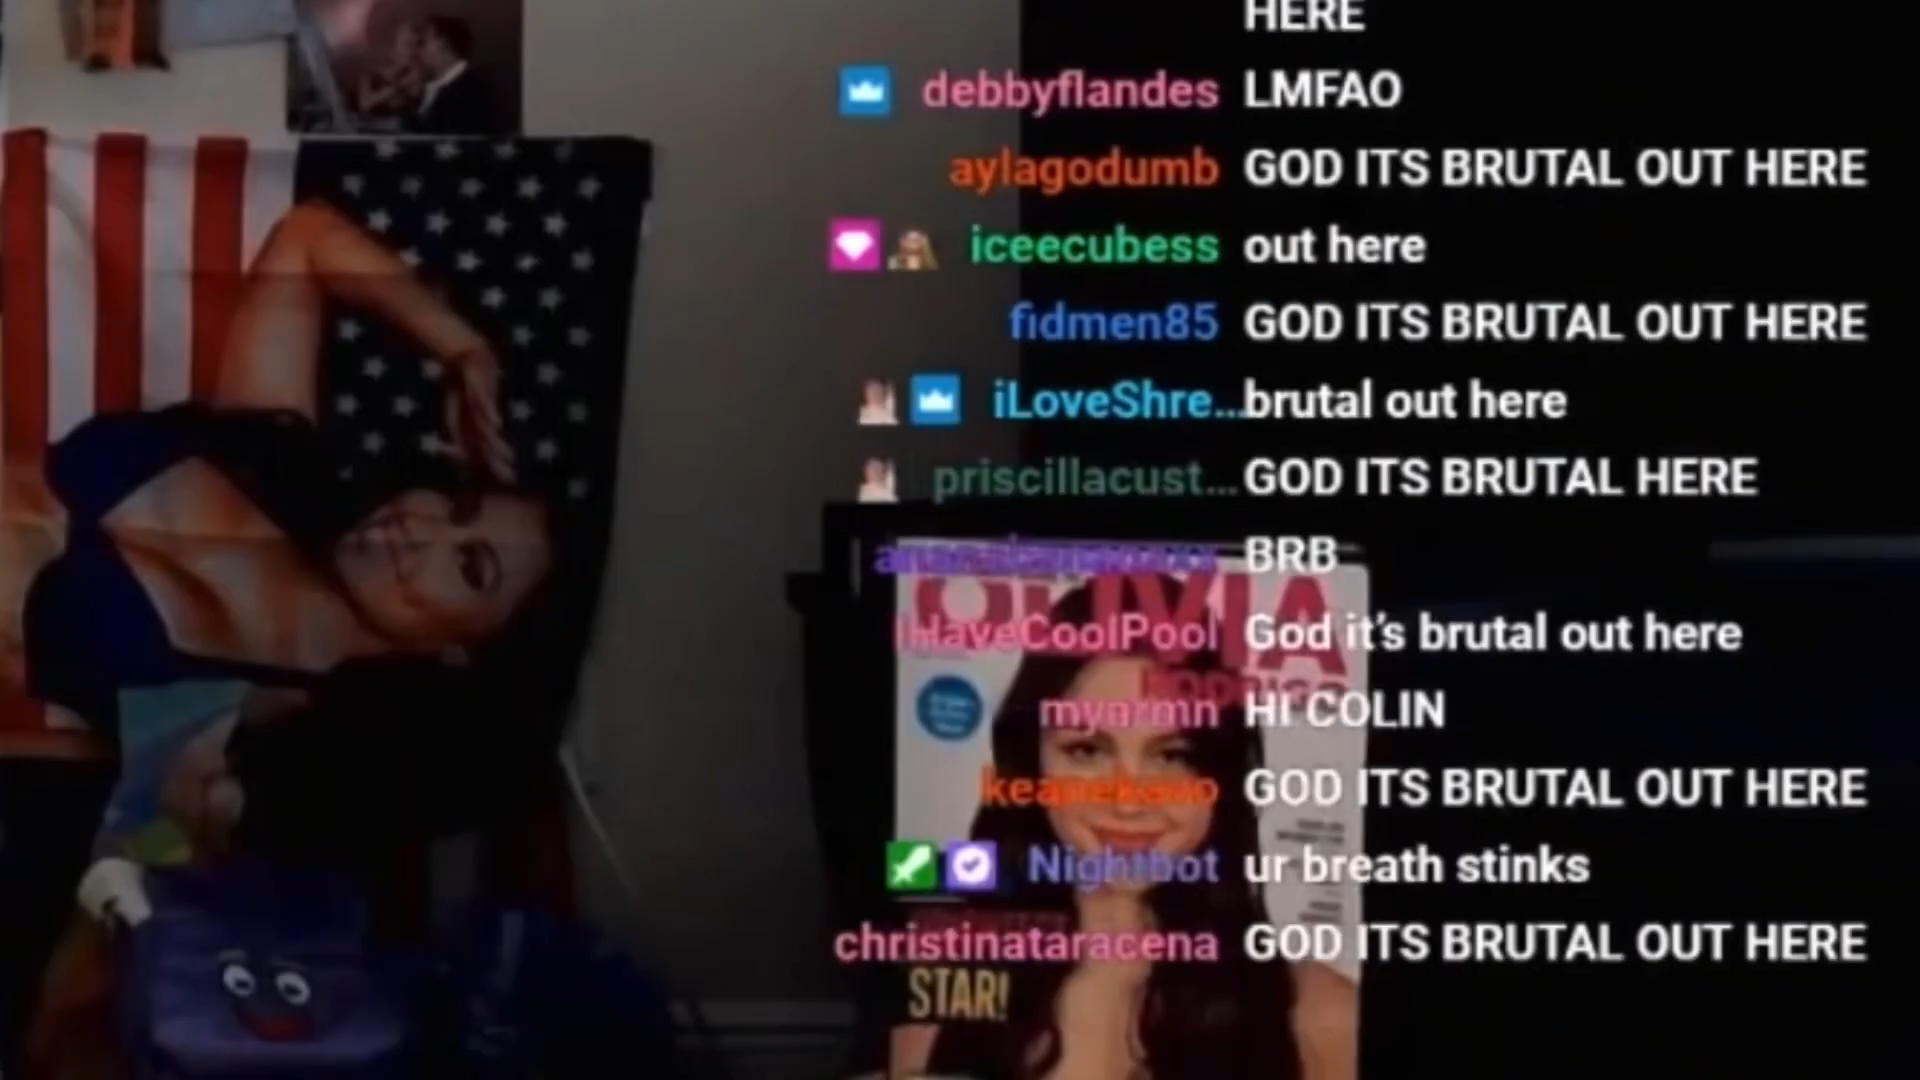 HERE
debbyflandes LMFAO
aylagodumb GOD ITS BRUTAL OUT HERE
iceecubess out here
fidmen85 GOD ITS BRUTAL OUT HERE
iLoveShre... brutal out here
priscillacust... GOD ITS BRUTAL HERE
BRB
OLIVIA
iHaveCoolPool God it's brutal out here
myarmn HI COLIN
GOD ITS BRUTAL OUT HERE
Nightbot ur breath stinks
christinataracena GOD ITS BRUTAL OUT HERE
STAR!